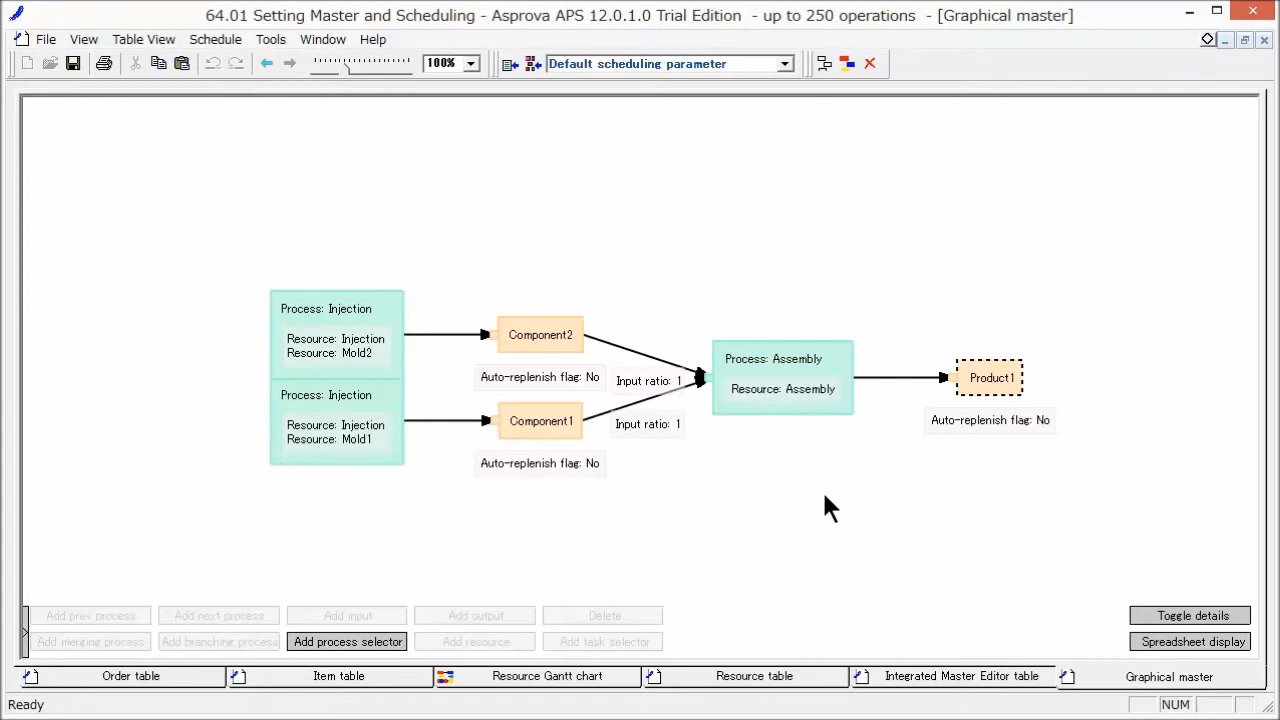 64.01 Setting Master and Scheduling - Asprova APS 12.0.1.0 Trial Edition - up to 250 operations - [Graphical master]
File View Table View Schedule Tools Window Help
100% Default scheduling parameter
Process: Injection
Resource: Injection
Resource: Mold2
Process: Injection
Resource: Injection
Resource: Mold1
Component2
Auto-replenish flag: No
Input ratio: 1
Component1
Auto-replenish flag: No
Input ratio: 1
Process: Assembly
Resource: Assembly
Product1
Auto-replenish flag: No
Add prev process Add next process Add input Add output Delete Toggle details
Add merging process Add branching process Add process selector Add resource Add task selector Spreadsheet display
Order table Item table Resource Gantt chart Resource table Integrated Master Editor table Graphical master
Ready NUM